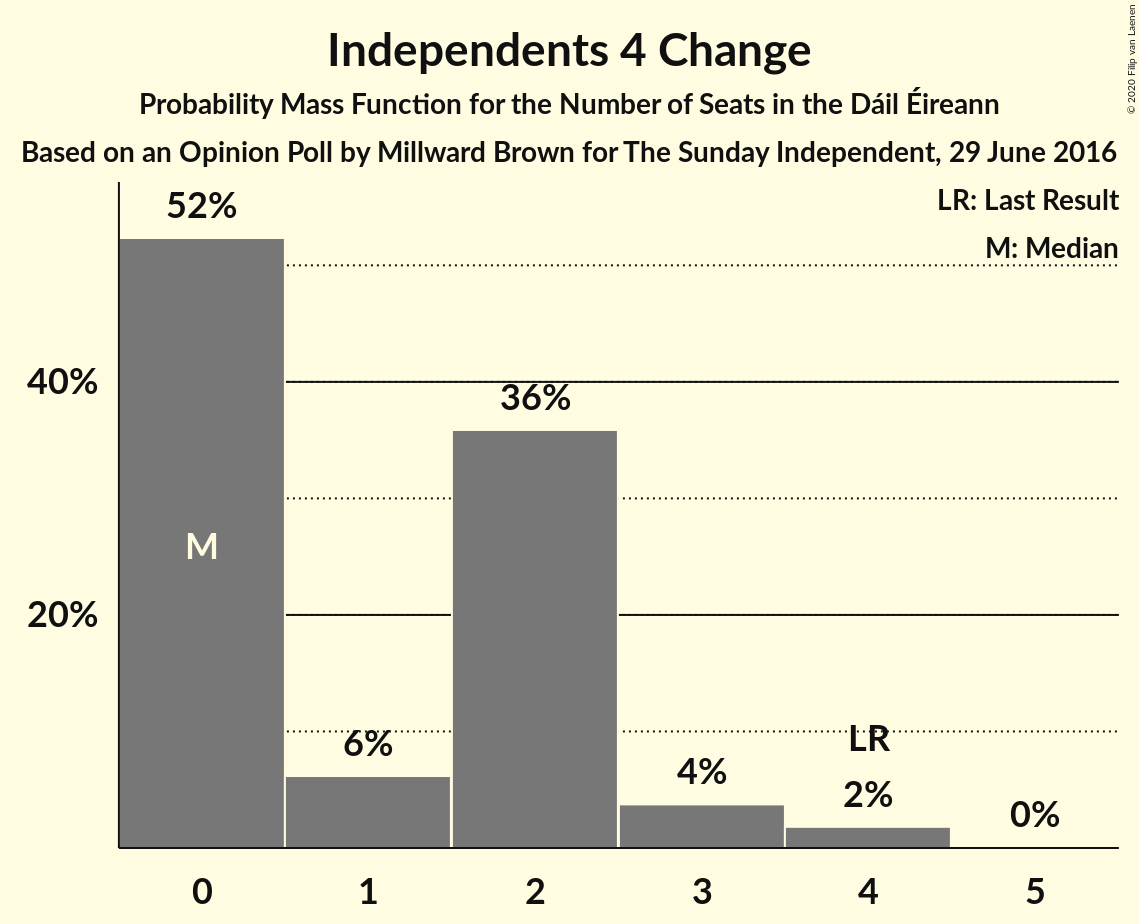 Independents 4 Change
Probability Mass Function for the Number of Seats in the Dáil Éireann
Based on an Opinion Poll by Millward Brown for The Sunday Independent, 29 June 2016
© 2020 Filip van Laenen
LR: Last Result
M: Median
52%
40%
36%
M
20%
6%
LR
4%
2%
0%
0 1 2 3 4 5